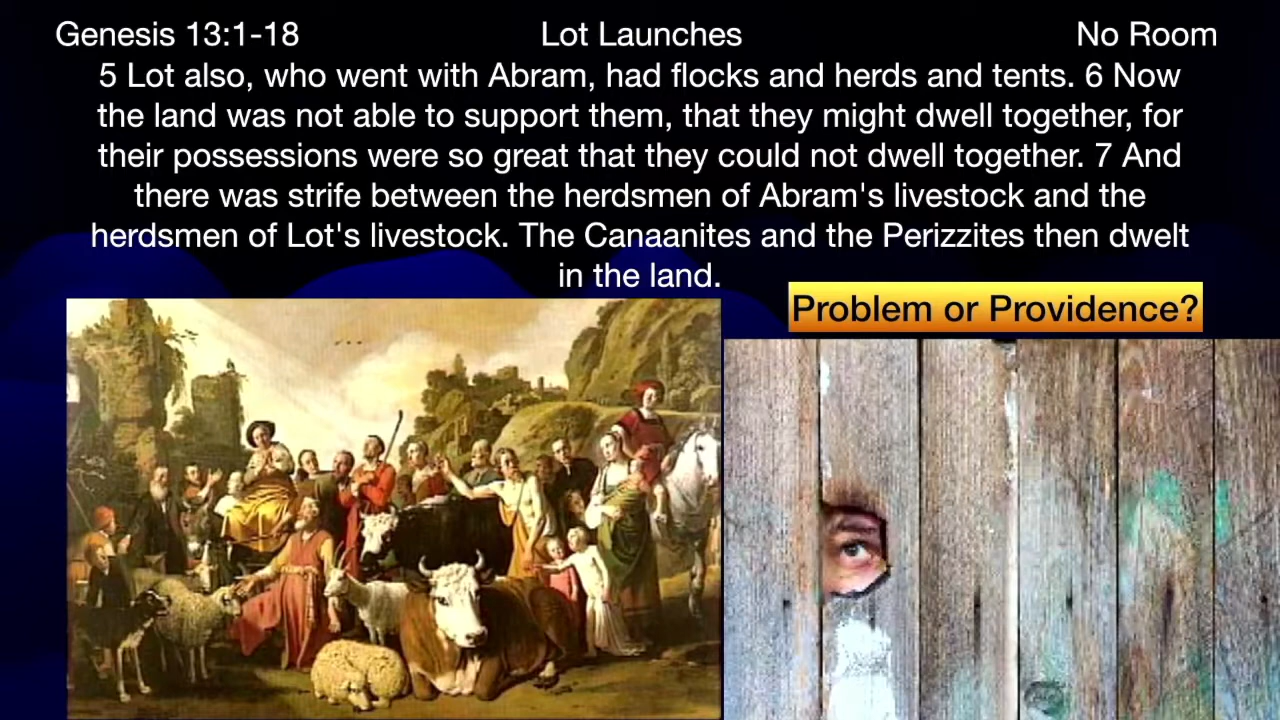 Genesis 13:1-18 Lot Launches No Room
5 Lot also, who went with Abram, had flocks and herds and tents. 6 Now
the land was not able to support them, that they might dwell together, for
their possessions were so great that they could not dwell together. 7 And
there was strife between the herdsmen of Abram's livestock and the
herdsmen of Lot's livestock. The Canaanites and the Perizzites then dwelt
in the land.
Problem or Providence?